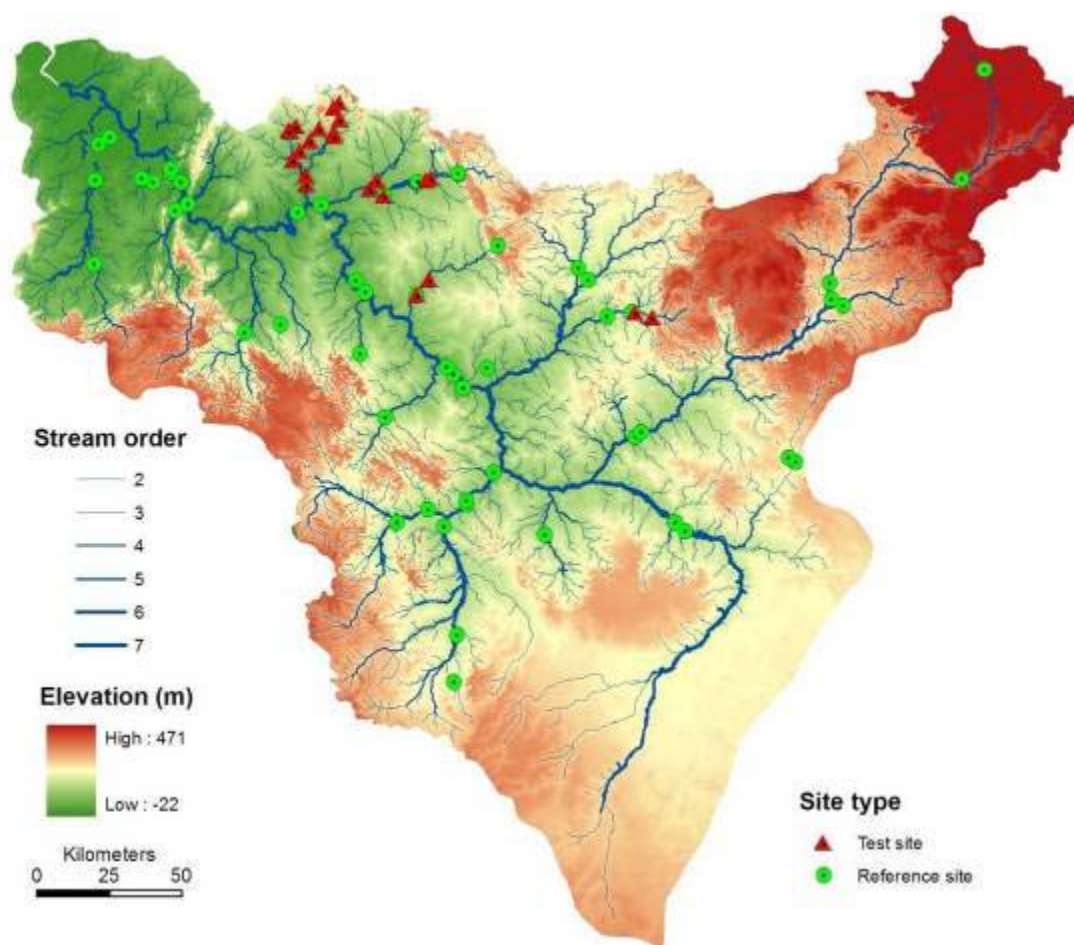 Stream order
2
3
4
5
6
7
Elevation (m)
High : 471
Low : -22
Kilometers
0 25 50
Site type
Test site
Reference site